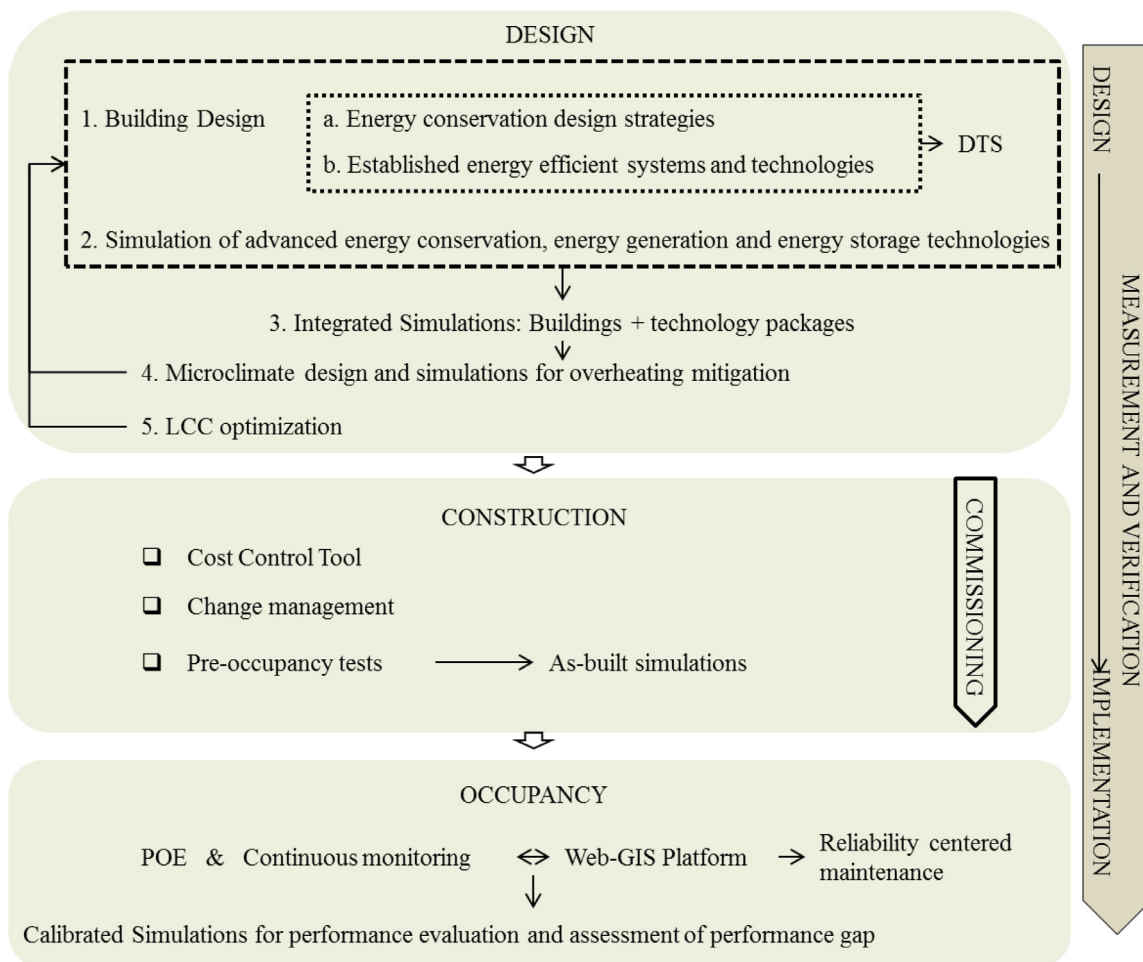 DESIGN
1. Building Design
a. Energy conservation design strategies
b. Established energy efficient systems and technologies
DTS
2. Simulation of advanced energy conservation, energy generation and energy storage technologies
3. Integrated Simulations: Buildings + technology packages
4. Microclimate design and simulations for overheating mitigation
5. LCC optimization
CONSTRUCTION
Cost Control Tool
Change management
Pre-occupancy tests
As-built simulations
COMMISSIONING
OCCUPANCY
POE & Continuous monitoring
Web-GIS Platform
Reliability centered
maintenance
Calibrated Simulations for performance evaluation and assessment of performance gap
DESIGN
IMPLEMENTATION
MEASUREMENT AND VERIFICATION